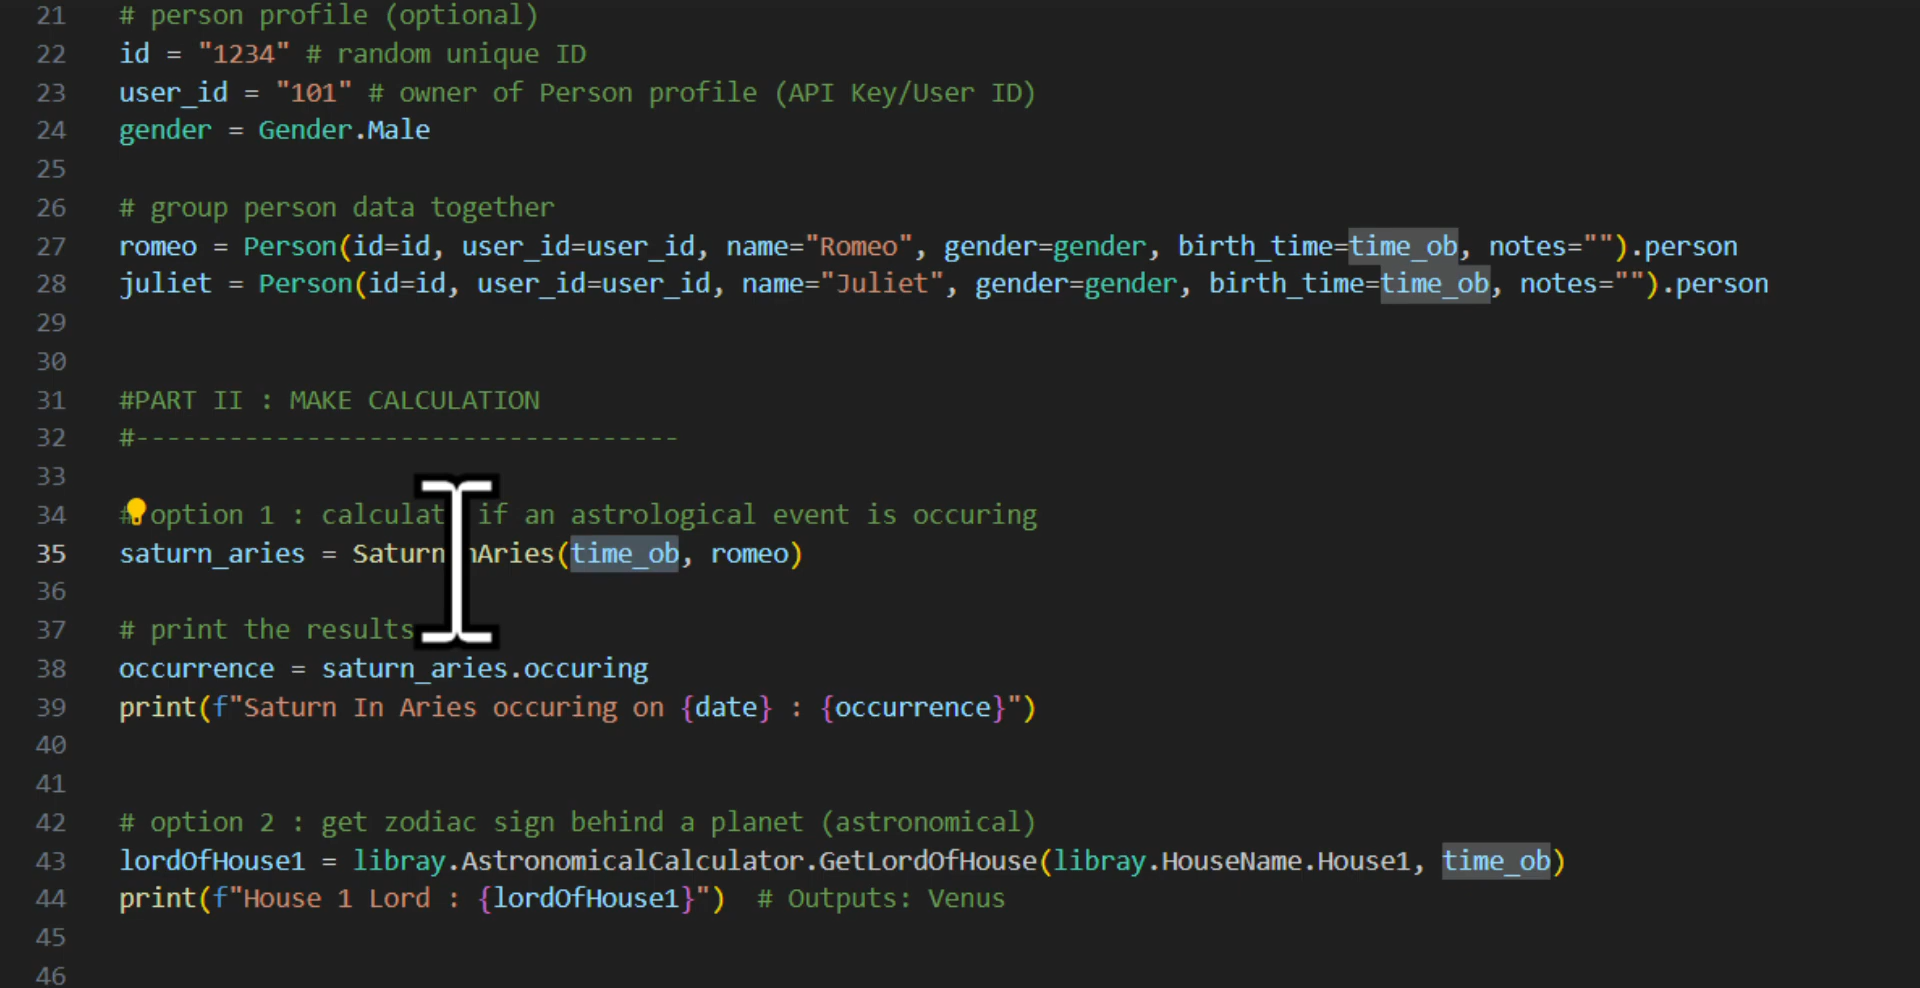 21 # person profile (optional)
22 id = "1234" # random unique ID
23 user_id = "101" # owner of Person profile (API Key/User ID)
24 gender = Gender.Male
25
26 # group person data together
27 romeo = Person(id=id, user_id=user_id, name="Romeo", gender=gender, birth_time=time_ob, notes="").person
28 juliet = Person(id=id, user_id=user_id, name="Juliet", gender=gender, birth_time=time_ob, notes="").person
29
30
31 #PART II : MAKE CALCULATION
32 #-----------------------------------
33
34 # option 1 : calculat if an astrological event is occuring
35 saturn_aries = Saturn nAries(time_ob, romeo)
36
37 # print the results
38 occurrence = saturn_aries.occuring
39 print(f"Saturn In Aries occuring on {date} : {occurrence}")
40
41
42 # option 2 : get zodiac sign behind a planet (astronomical)
43 lordOfHouse1 = libray.AstronomicalCalculator.GetLordOfHouse(libray.HouseName.House1, time_ob)
44 print(f"House 1 Lord : {lordOfHouse1}")  # Outputs: Venus
45
46